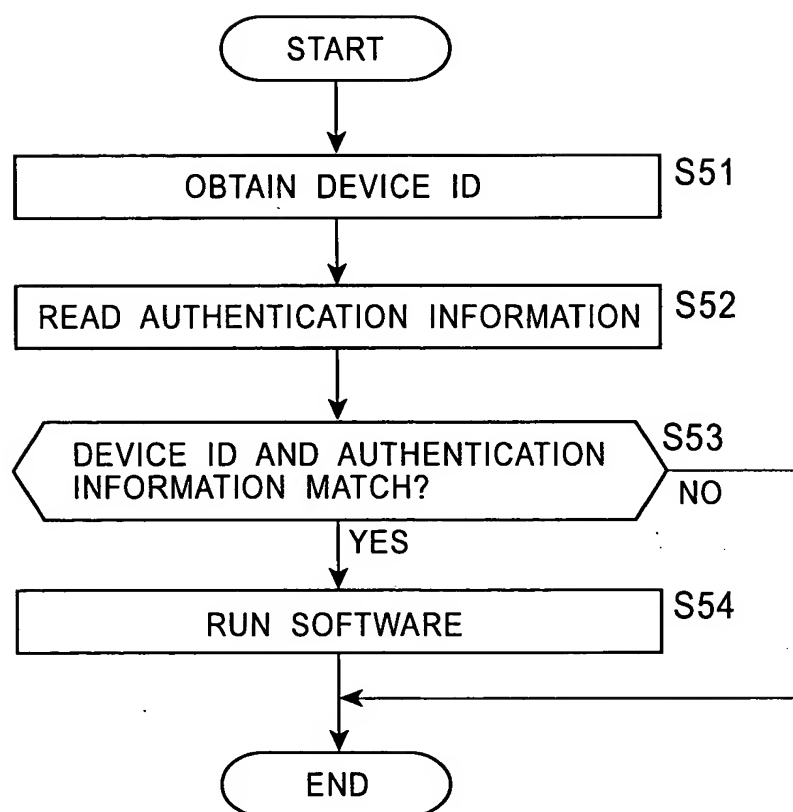 START
OBTAIN DEVICE ID
S51
READ AUTHENTICATION INFORMATION
S52
DEVICE ID AND AUTHENTICATION
INFORMATION MATCH?
S53
NO
YES
RUN SOFTWARE
S54
END